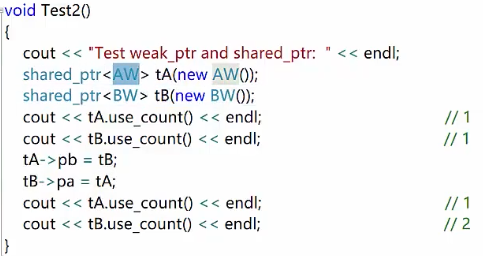 void Test2()
{
cout << "Test weak_ptr and shared_ptr:  " << endl;
shared_ptr<AW> tA(new AW());
shared_ptr<BW> tB(new BW());
cout << tA.use_count() << endl; // 1
cout << tB.use_count() << endl; // 1
tA->pb = tB;
tB->pa = tA;
cout << tA.use_count() << endl; // 1
cout << tB.use_count() << endl; // 2
}